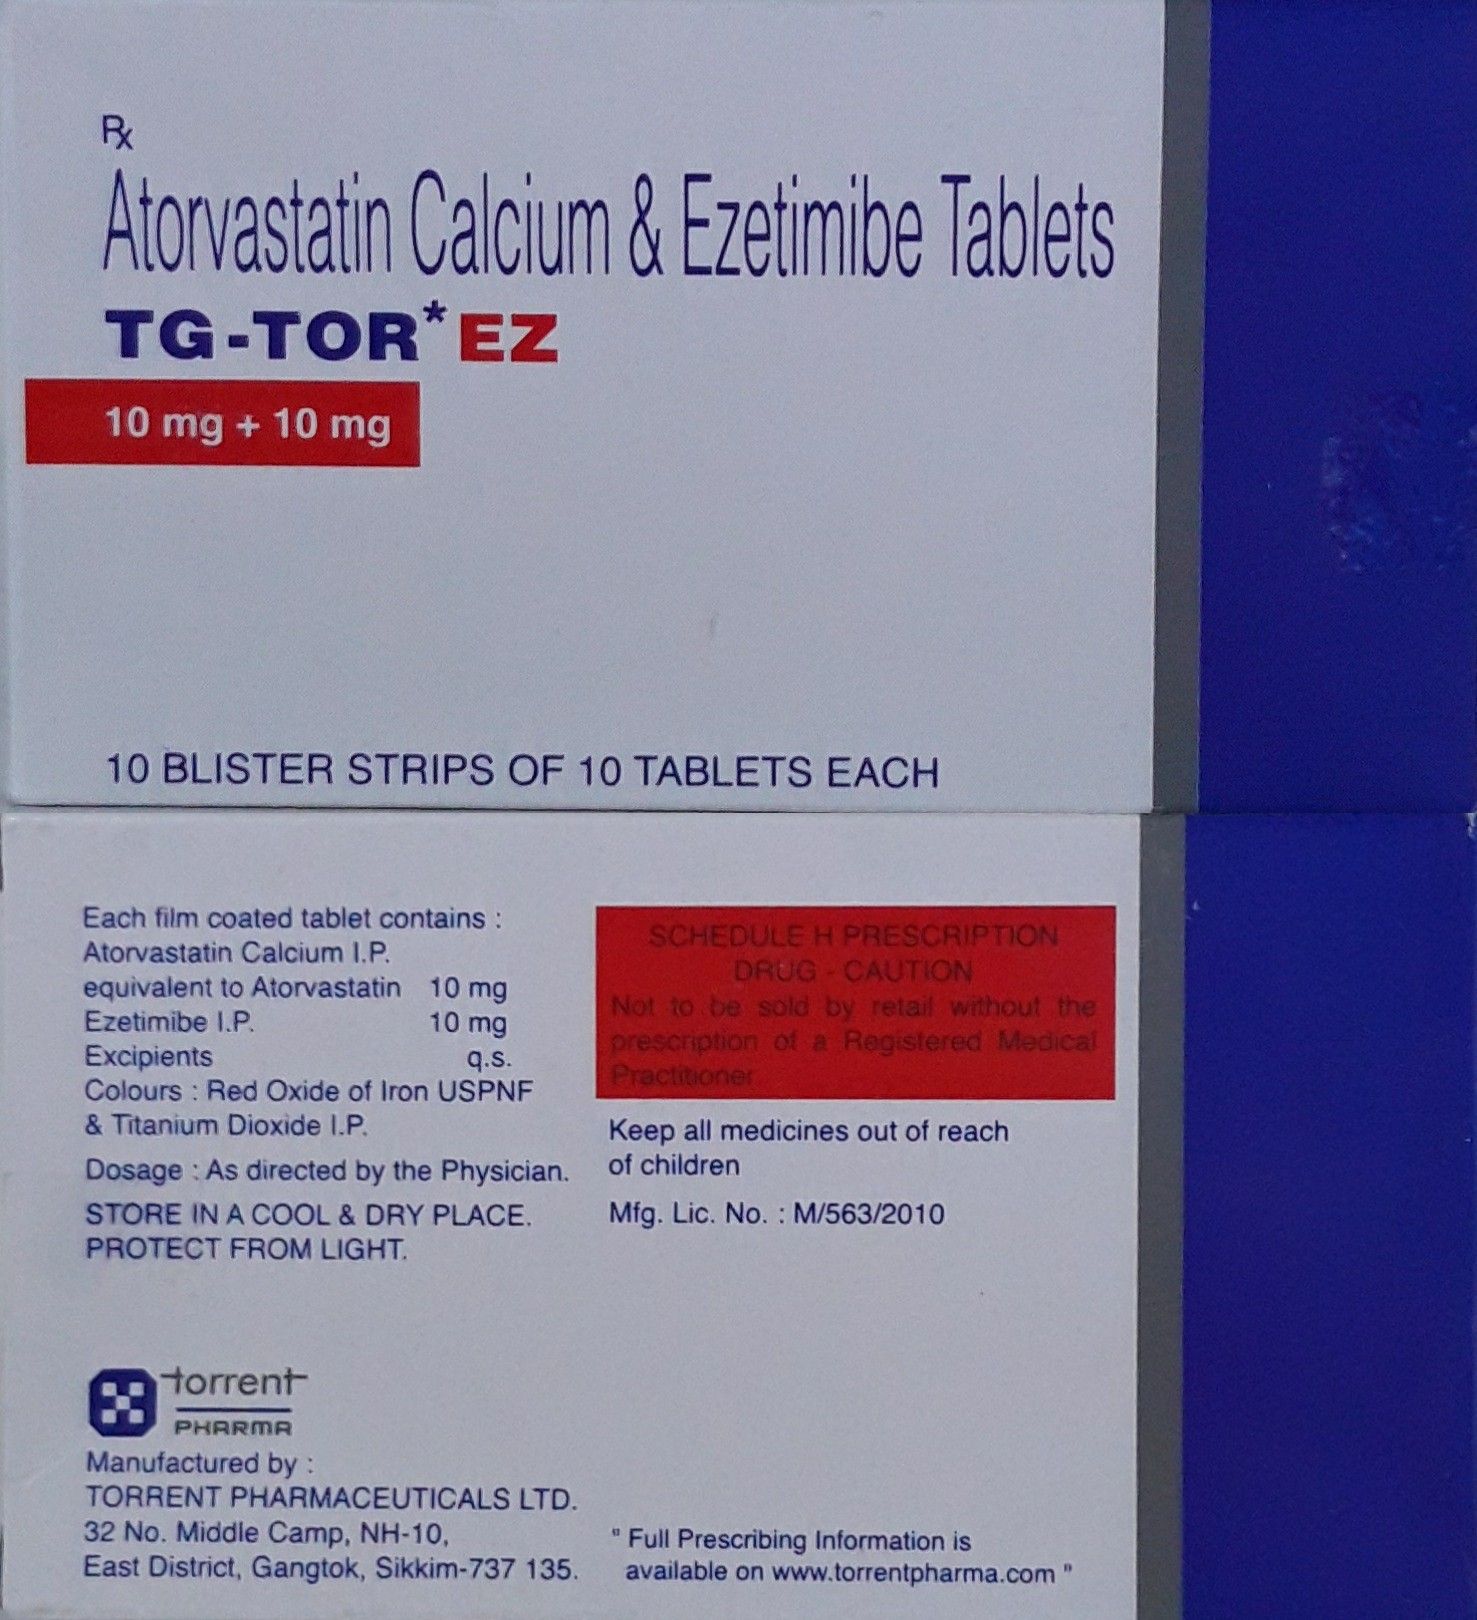 Rx
Atorvastatin Calcium & Ezetimibe Tablets
TG-TOR*EZ
10 mg + 10 mg
10 BLISTER STRIPS OF 10 TABLETS EACH
Each film coated tablet contains :
Atorvastatin Calcium I.P.
equivalent to Atorvastatin 10 mg
Ezetimibe I.P. 10 mg
Excipients q.s.
Colours : Red Oxide of Iron USPNF
& Titanium Dioxide I.P.
Dosage : As directed by the Physician.
STORE IN A COOL & DRY PLACE.
PROTECT FROM LIGHT.
SCHEDULE H PRESCRIPTION
DRUG - CAUTION
Not to be sold by retail without the
prescription of a Registered Medical
Practitioner
Keep all medicines out of reach
of children
Mfg. Lic. No. : M/563/2010
torrent
PHARMA
Manufactured by :
TORRENT PHARMACEUTICALS LTD.
32 No. Middle Camp, NH-10,
East District, Gangtok, Sikkim-737 135.
" Full Prescribing Information is
available on www.torrentpharma.com "